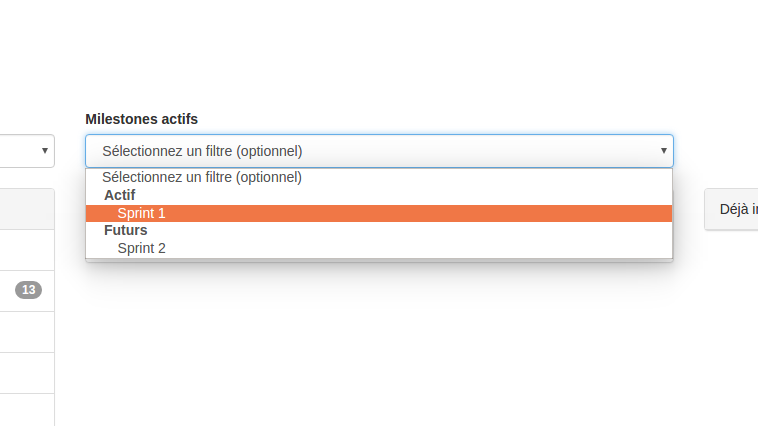 Milestones actifs
Sélectionnez un filtre (optionnel)
Sélectionnez un filtre (optionnel)
Actif
Sprint 1
Futurs
Sprint 2
Déjà
13